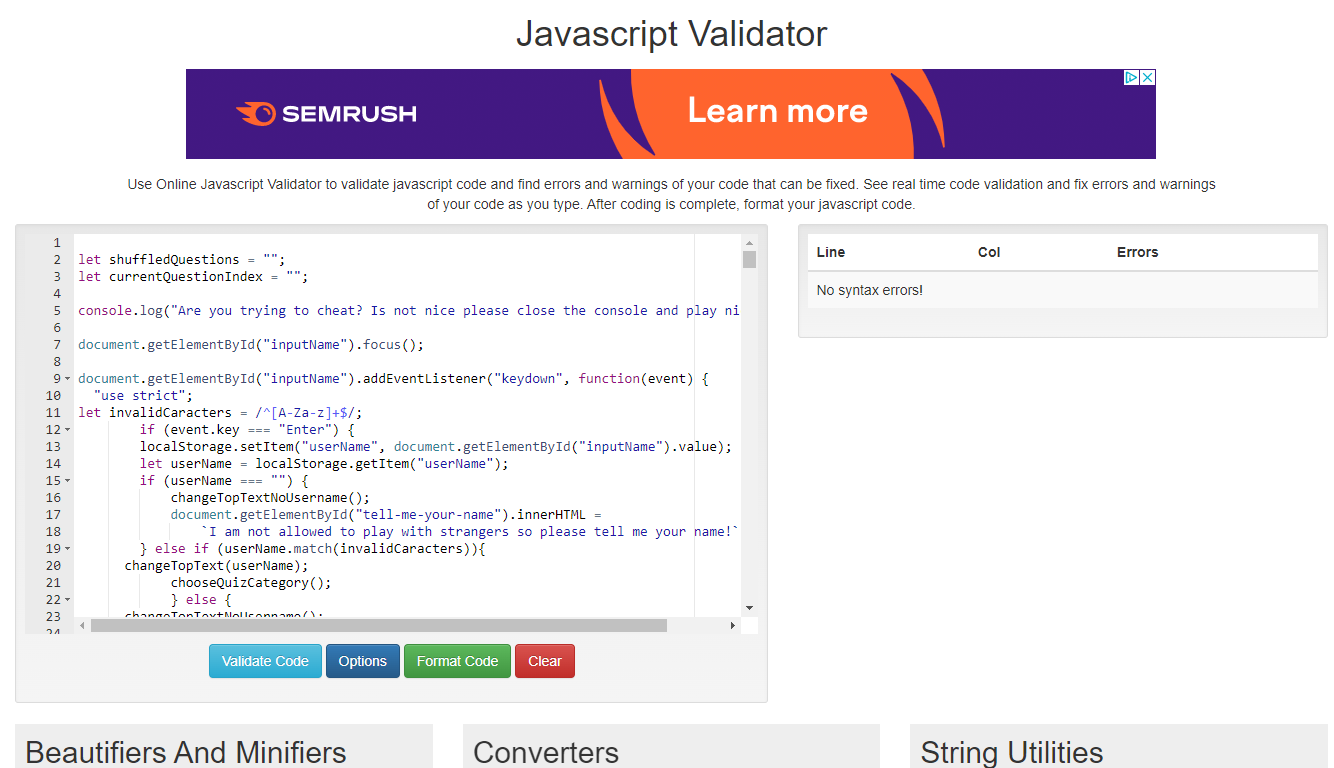 Javascript Validator
SEMRUSH
Learn more
Use Online Javascript Validator to validate javascript code and find errors and warnings of your code that can be fixed. See real time code validation and fix errors and warnings
of your code as you type. After coding is complete, format your javascript code.
1
2 let shuffledQuestions = "";
3 let currentQuestionIndex = "";
4
5 console.log("Are you trying to cheat? Is not nice please close the console and play ni
6
7 document.getElementById("inputName").focus();
8
9 document.getElementById("inputName").addEventListener("keydown", function(event) {
10 "use strict";
11 let invalidCaracters = /^[A-Za-z]+$/;
12 if (event.key === "Enter") {
13 localStorage.setItem("userName", document.getElementById("inputName").value);
14 let userName = localStorage.getItem("userName");
15 if (userName === "") {
16 changeTopTextNoUsername();
17 document.getElementById("tell-me-your-name").innerHTML =
18 `I am not allowed to play with strangers so please tell me your name!`
19 } else if (userName.match(invalidCaracters)){
20 changeTopText(userName);
21 chooseQuizCategory();
22 } else {
23 changeTopTextNoUsername();
24
Line Col Errors
No syntax errors!
Validate Code Options Format Code Clear
Beautifiers And Minifiers Converters String Utilities